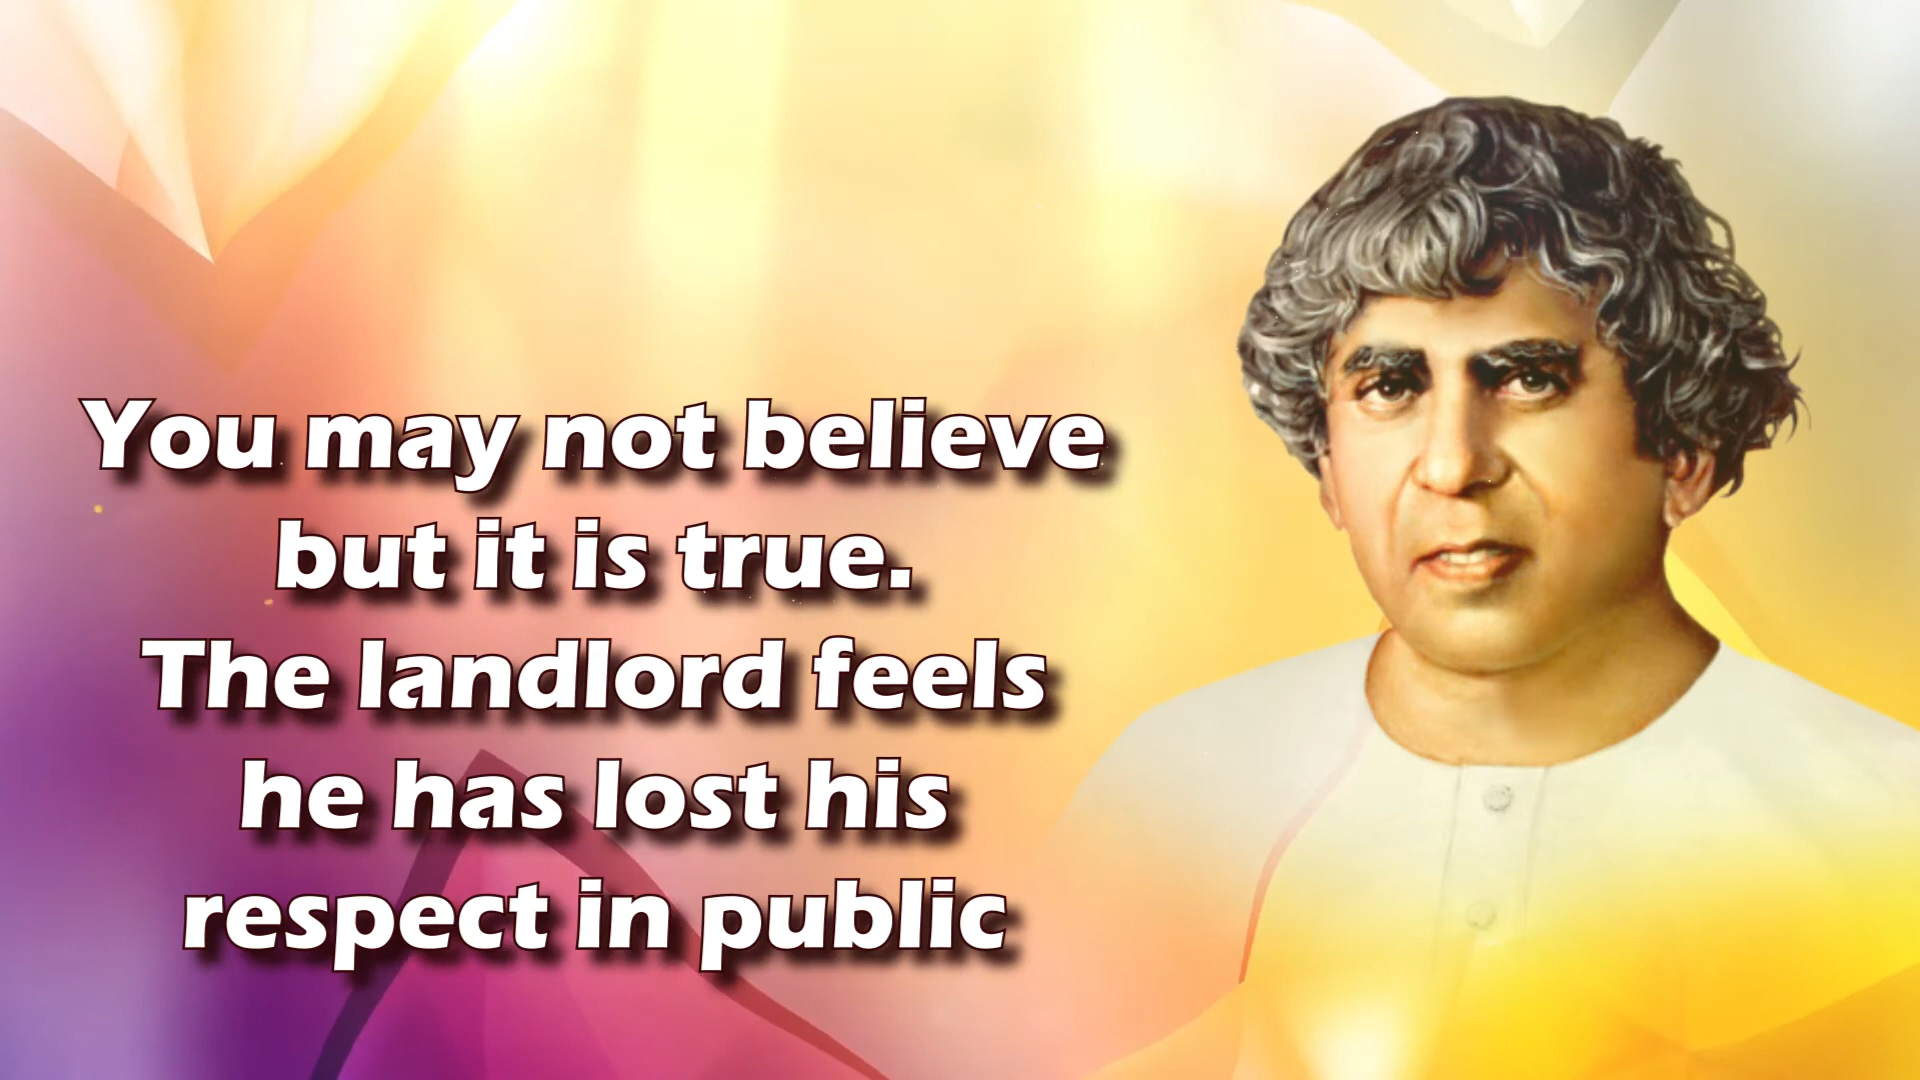 You may not believe
but it is true.
The landlord feels
he has lost his
respect in public